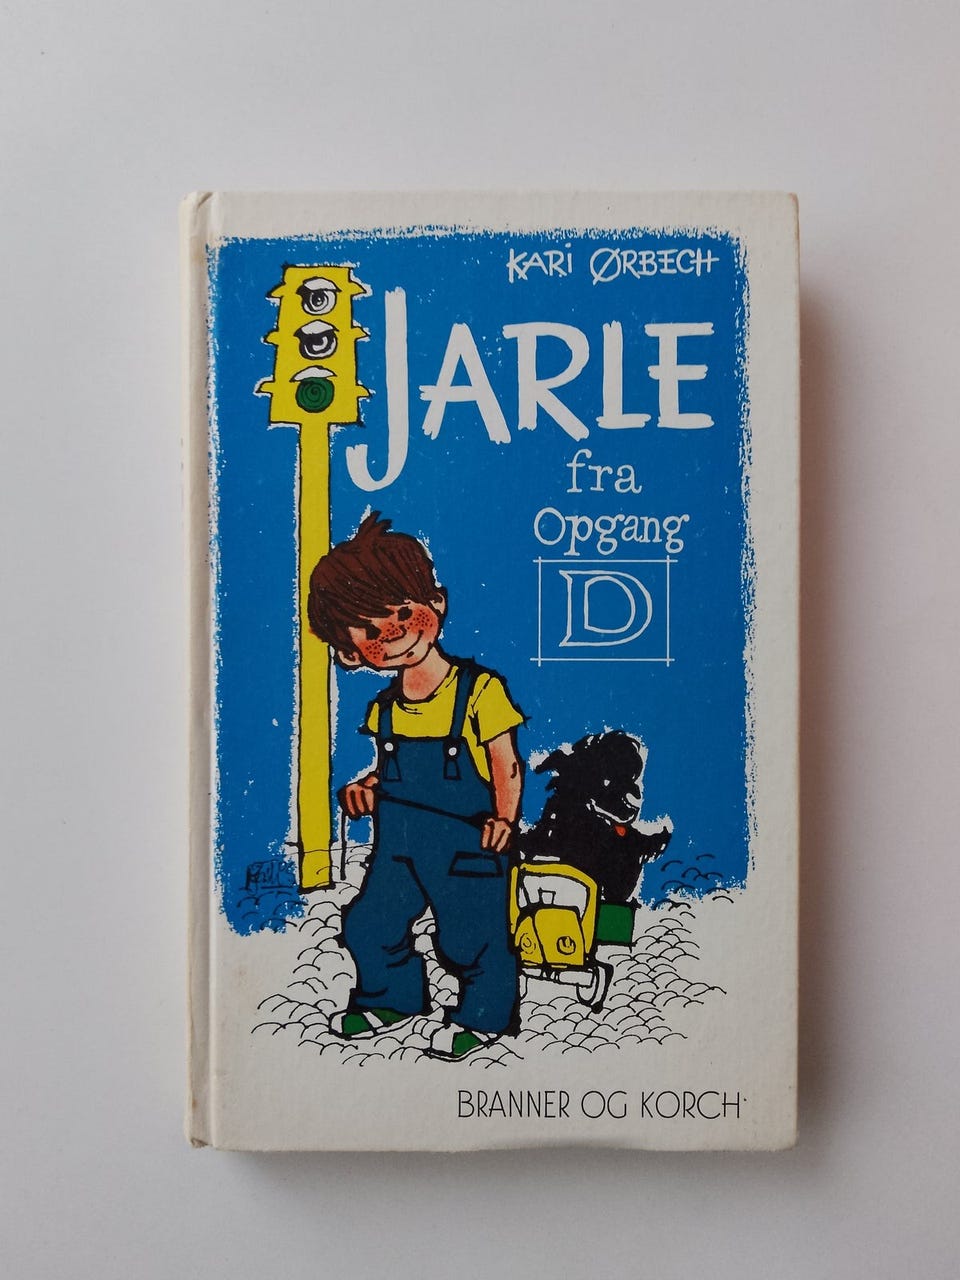 KARI ØRBECH
JARLE
fra
Opgang
D
BRANNER OG KORCH